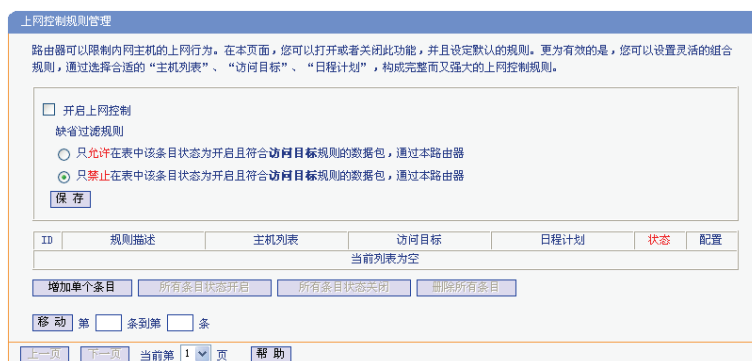 上网控制规则管理
路由器可以限制内网主机的上网行为。在本页面，您可以打开或者关闭此功能，并且设定默认的规则。更为有效的是，您可以设置灵活的组合
规则，通过选择合适的“主机列表”、“访问目标”、“日程计划”，构成完整而又强大的上网控制规则。
开启上网控制
缺省过滤规则
只允许在表中该条目状态为开启且符合访问目标规则的数据包，通过本路由器
只禁止在表中该条目状态为开启且符合访问目标规则的数据包，通过本路由器
保 存
ID 规则描述 主机列表 访问目标 日程计划 状态 配置
当前列表为空
增加单个条目 所有条目状态开启 所有条目状态关闭 删除所有条目
移 动 第 条到第 条
上一页 下一页 当前第 1 页 帮 助